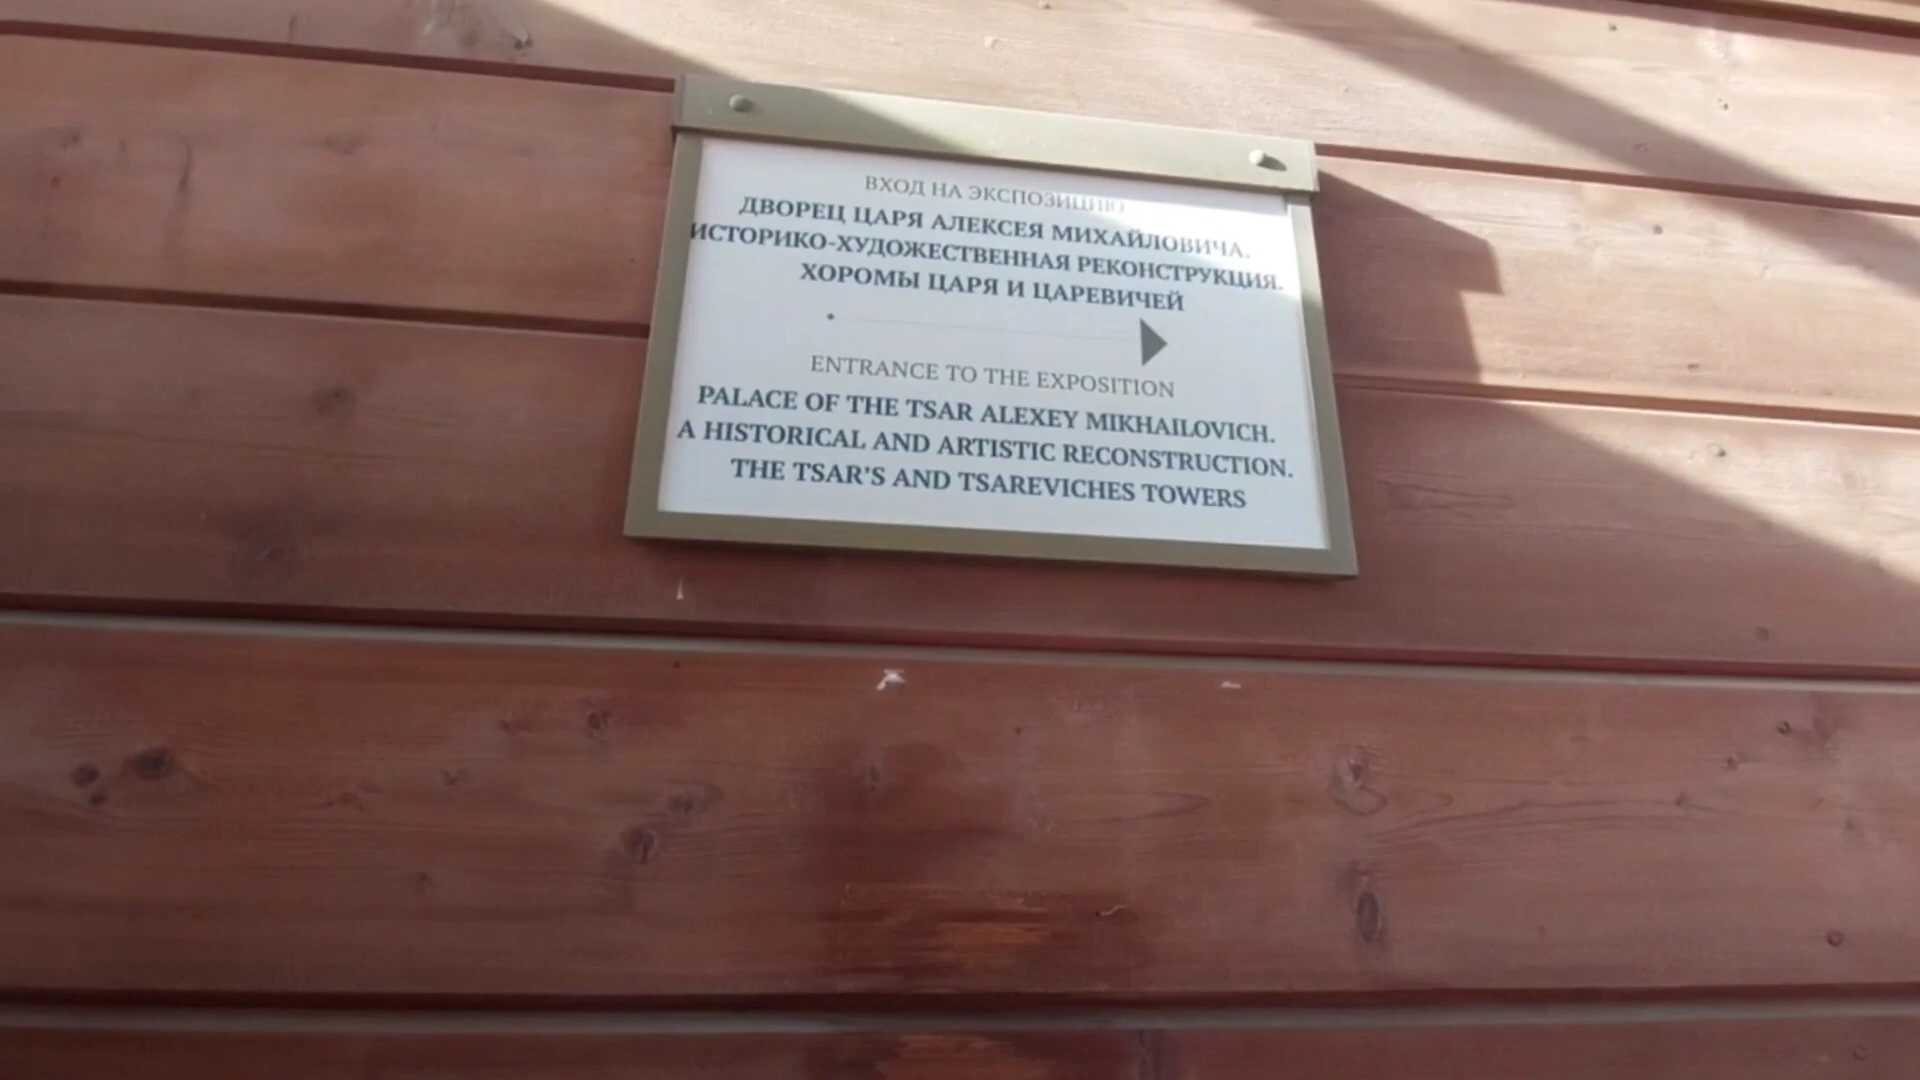 ВХОД НА ЭКСПОЗИЦИЮ
ДВОРЕЦ ЦАРЯ АЛЕКСЕЯ МИХАЙЛОВИЧА.
ИСТОРИКО-ХУДОЖЕСТВЕННАЯ РЕКОНСТРУКЦИЯ.
ХОРОМЫ ЦАРЯ И ЦАРЕВИЧЕЙ
ENTRANCE TO THE EXPOSITION
PALACE OF THE TSAR ALEXEY MIKHAILOVICH.
A HISTORICAL AND ARTISTIC RECONSTRUCTION.
THE TSAR'S AND TSAREVICHES TOWERS